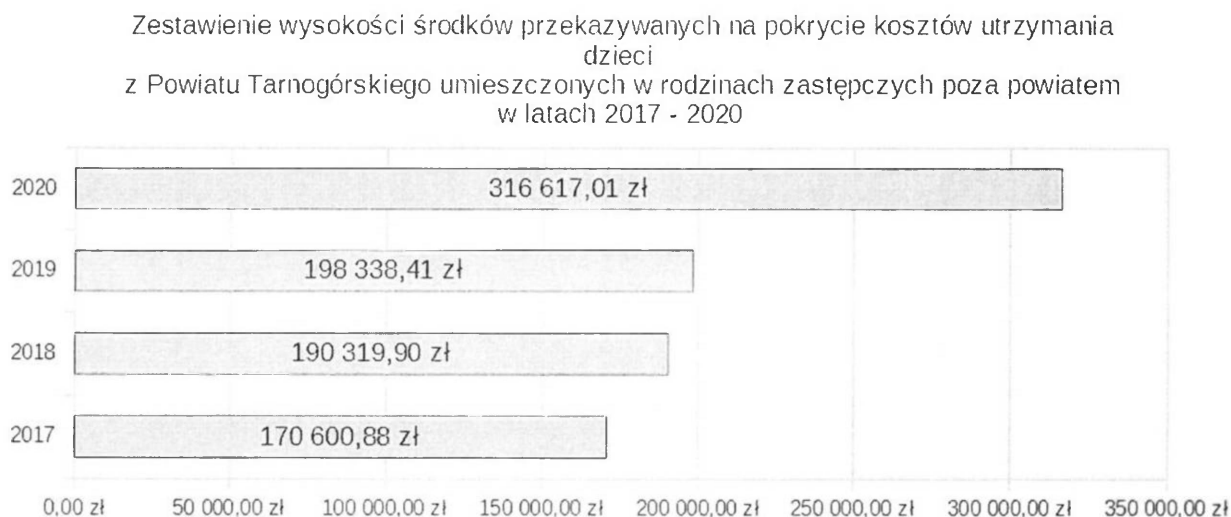 Zestawienie wysokości środków przekazywanych na pokrycie kosztów utrzymania
dzieci
z Powiatu Tarnogórskiego umieszczonych w rodzinach zastępczych poza powiatem
w latach 2017 - 2020
2020 316 617,01 zł
2019 198 338,41 zł
2018 190 319,90 zł
2017 170 600,88 zł
0,00 zł 50 000,00 zł 100 000,00 zł 150 000,00 zł 200 000,00 zł 250 000,00 zł 300 000,00 zł 350 000,00 zł